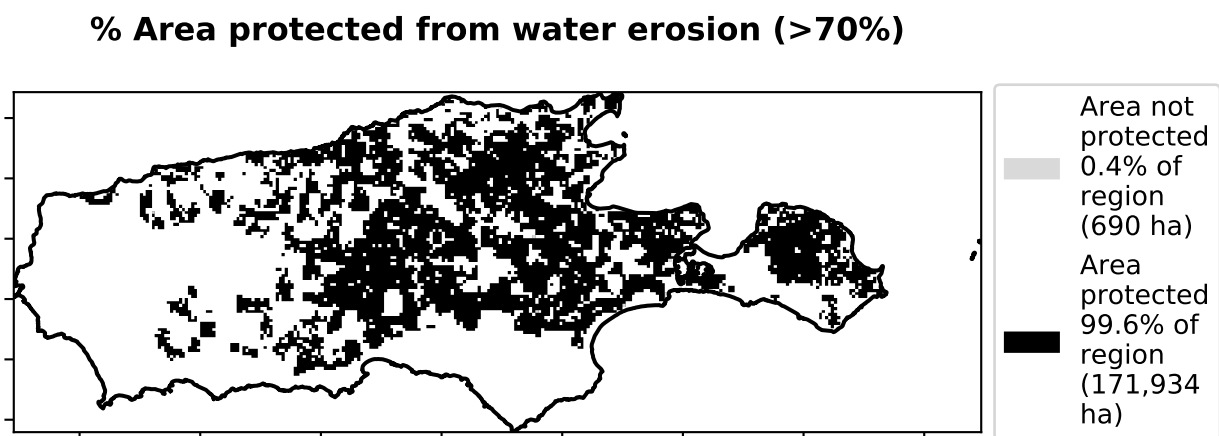 % Area protected from water erosion (>70%)
Area not
protected
0.4% of
region
(690 ha)
Area
protected
99.6% of
region
(171,934
ha)